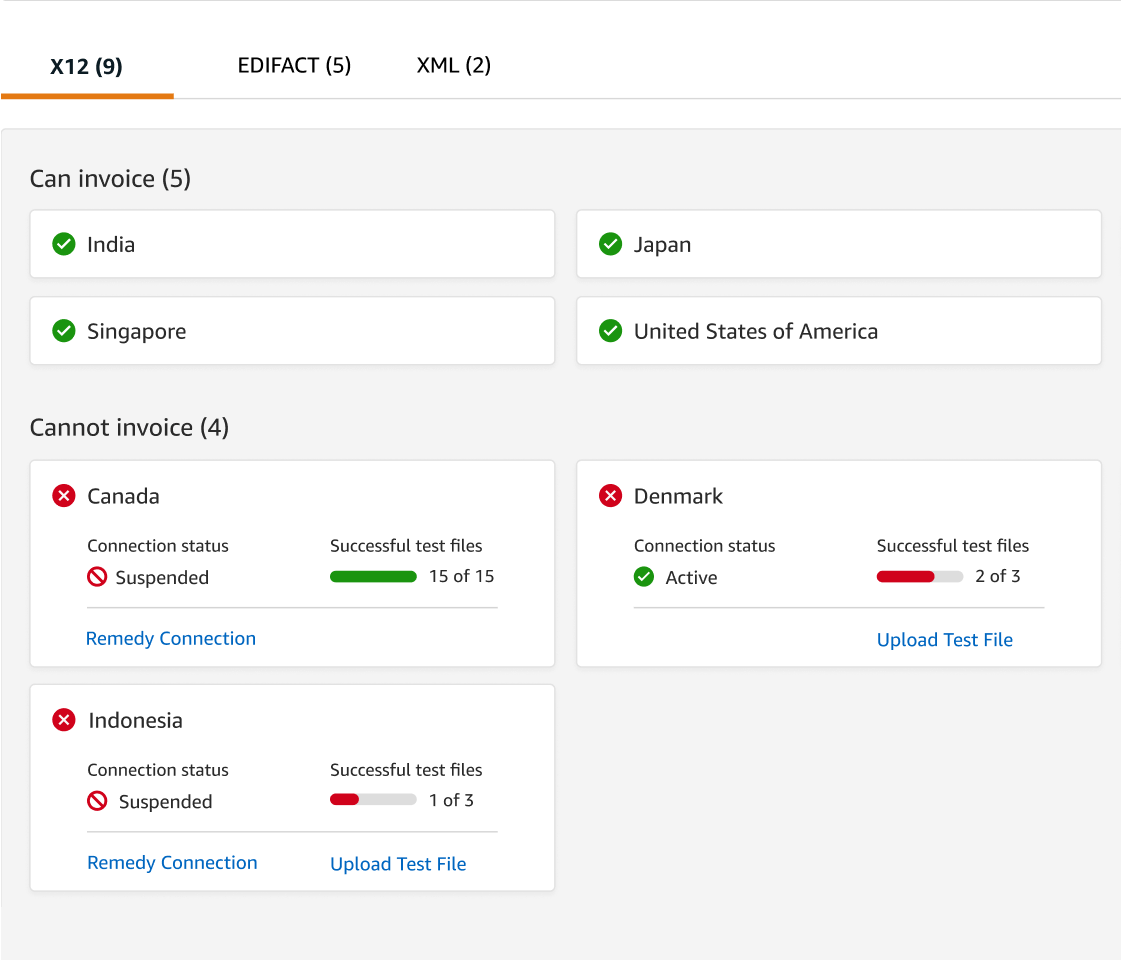 X12 (9) EDIFACT (5) XML (2)
Can invoice (5)
India
Japan
Singapore
United States of America
Cannot invoice (4)
Canada
Connection status Successful test files
Suspended 15 of 15
Remedy Connection
Denmark
Connection status Successful test files
Active 2 of 3
Upload Test File
Indonesia
Connection status Successful test files
Suspended 1 of 3
Remedy Connection Upload Test File